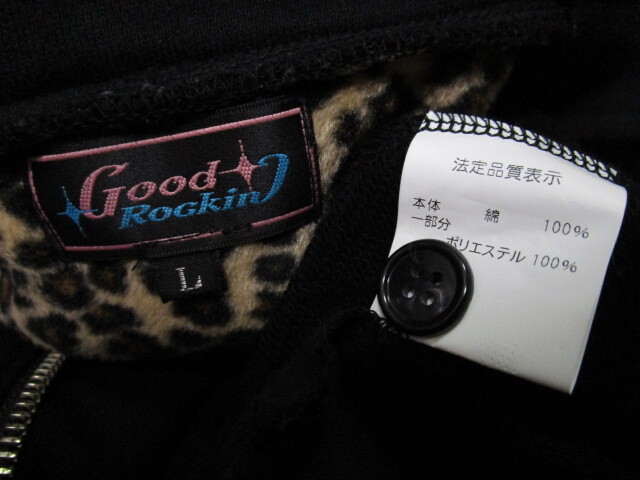 Good
Rockin'
L
法定品質表示
本体 綿 100%
一部分
ポリエステル 100%